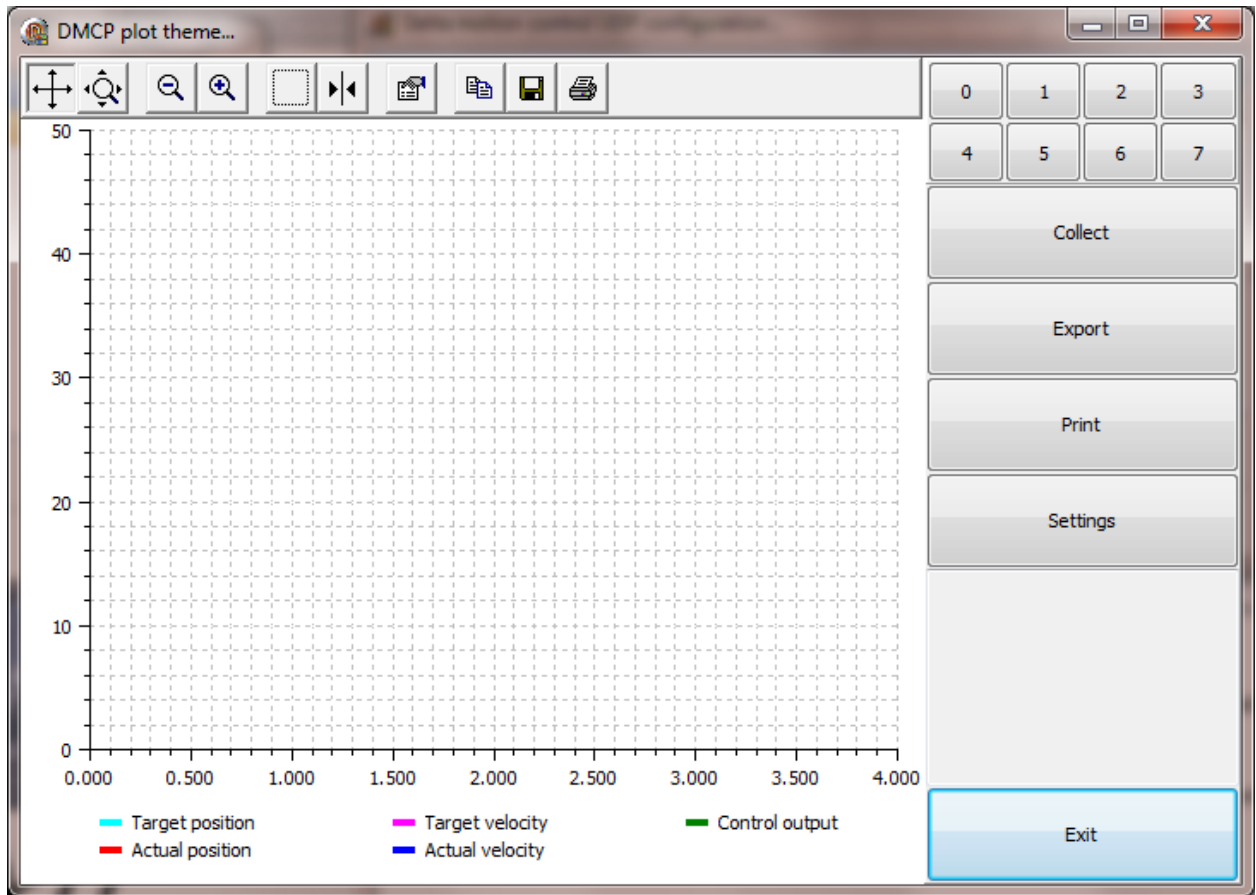 DMCP plot theme...
0 1 2 3
4 5 6 7
Collect
Export
Print
Settings
Exit
50
40
30
20
10
0
0.000 0.500 1.000 1.500 2.000 2.500 3.000 3.500 4.000
Target position Target velocity Control output
Actual position Actual velocity